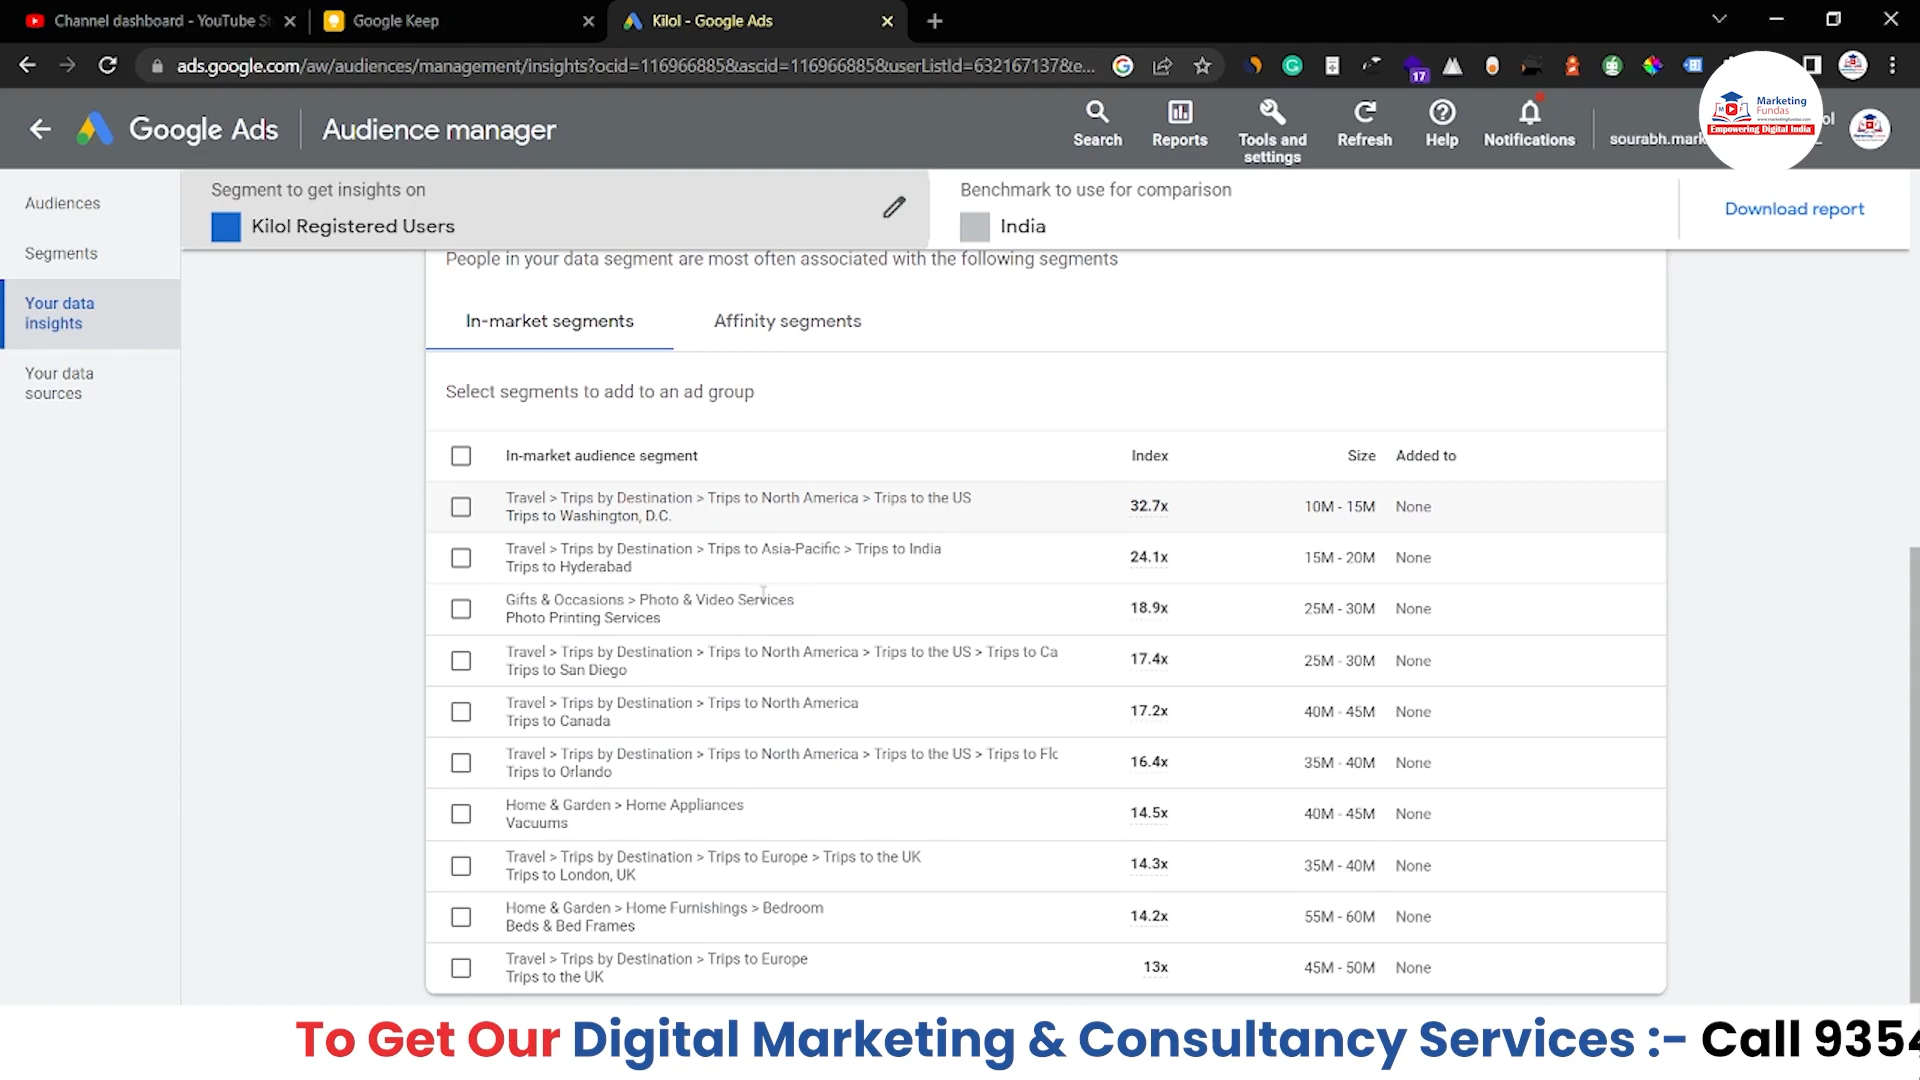 Channel dashboard - YouTube St
Google Keep
Kilol - Google Ads
ads.google.com/aw/audiences/management/insights?ocid=116966885&ascid=116966885&userListId=632167137&e...
17
Google Ads
Audience manager
Search
Reports
Tools and
settings
Refresh
Help
Notifications
sourabh.mark
Marketing
Fundas
www.marketingfundas.com
Empowering Digital India
Audiences
Segments
Your data
insights
Your data
sources
Segment to get insights on
Kilol Registered Users
Benchmark to use for comparison
India
Download report
People in your data segment are most often associated with the following segments
In-market segments
Affinity segments
Select segments to add to an ad group
In-market audience segment Index Size Added to
Travel > Trips by Destination > Trips to North America > Trips to the US
Trips to Washington, D.C.
32.7x 10M - 15M None
Travel > Trips by Destination > Trips to Asia-Pacific > Trips to India
Trips to Hyderabad
24.1x 15M - 20M None
Gifts & Occasions > Photo & Video Services
Photo Printing Services
18.9x 25M - 30M None
Travel > Trips by Destination > Trips to North America > Trips to the US > Trips to Ca
Trips to San Diego
17.4x 25M - 30M None
Travel > Trips by Destination > Trips to North America
Trips to Canada
17.2x 40M - 45M None
Travel > Trips by Destination > Trips to North America > Trips to the US > Trips to Flo
Trips to Orlando
16.4x 35M - 40M None
Home & Garden > Home Appliances
Vacuums
14.5x 40M - 45M None
Travel > Trips by Destination > Trips to Europe > Trips to the UK
Trips to London, UK
14.3x 35M - 40M None
Home & Garden > Home Furnishings > Bedroom
Beds & Bed Frames
14.2x 55M - 60M None
Travel > Trips by Destination > Trips to Europe
Trips to the UK
13x 45M - 50M None
To Get Our Digital Marketing & Consultancy Services :- Call 9354